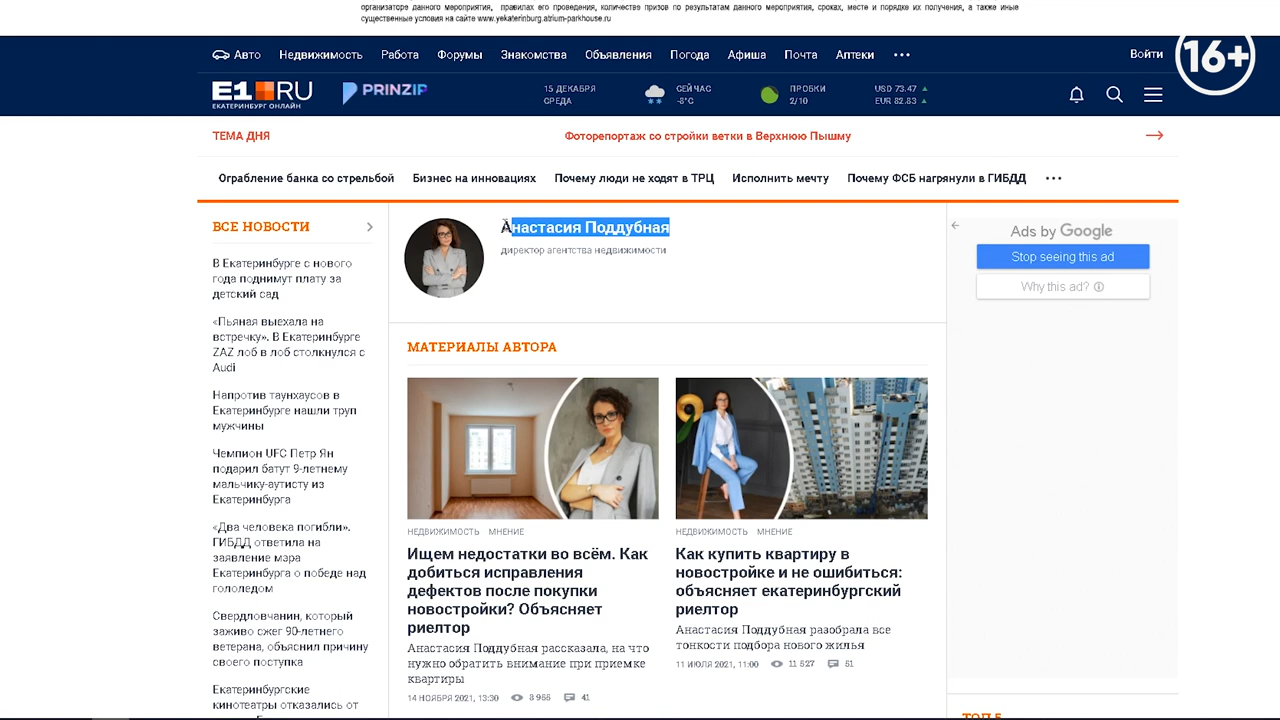 организаторе данного мероприятия, правилах его проведения, количестве призов по результатам данного мероприятия, сроках, месте и порядке их получения, а также иные
существенные условия на сайте www.yekaterinburg.atrium-parkhouse.ru
Авто Недвижимость Работа Форумы Знакомства Объявления Погода Афиша Почта Аптеки ••• Войти
16+
E1 RU
ЕКАТЕРИНБУРГ ОНЛАЙН
PRINZIP
15 ДЕКАБРЯ
СРЕДА
СЕЙЧАС
-8°C
ПРОБКИ
2/10
USD 73.47 ▲
EUR 82.83 ▲
ТЕМА ДНЯ
Фоторепортаж со стройки ветки в Верхнюю Пышму
Ограбление банка со стрельбой Бизнес на инновациях Почему люди не ходят в ТРЦ Исполнить мечту Почему ФСБ нагрянули в ГИБДД •••
ВСЕ НОВОСТИ
В Екатеринбурге с нового
года поднимут плату за
детский сад
«Пьяная выехала на
встречку». В Екатеринбурге
ZAZ лоб в лоб столкнулся с
Audi
Напротив таунхаусов в
Екатеринбурге нашли труп
мужчины
Чемпион UFC Петр Ян
подарил батут 9-летнему
мальчику-аутисту из
Екатеринбурга
«Два человека погибли».
ГИБДД ответила на
заявление мэра
Екатеринбурга о победе над
гололедом
Свердловчанин, который
заживо сжег 90-летнего
ветерана, объяснил причину
своего поступка
Екатеринбургские
кинотеатры отказались от
Анастасия Поддубная
директор агентства недвижимости
МАТЕРИАЛЫ АВТОРА
НЕДВИЖИМОСТЬ МНЕНИЕ
Ищем недостатки во всём. Как
добиться исправления
дефектов после покупки
новостройки? Объясняет
риелтор
Анастасия Поддубная рассказала, на что
нужно обратить внимание при приемке
квартиры
14 НОЯБРЯ 2021, 13:30 8 955 41
НЕДВИЖИМОСТЬ МНЕНИЕ
Как купить квартиру в
новостройке и не ошибиться:
объясняет екатеринбургский
риелтор
Анастасия Поддубная разобрала все
тонкости подбора нового жилья
11 ИЮЛЯ 2021, 11:00 11 527 51
Ads by Google
Stop seeing this ad
Why this ad?
ТОП 5